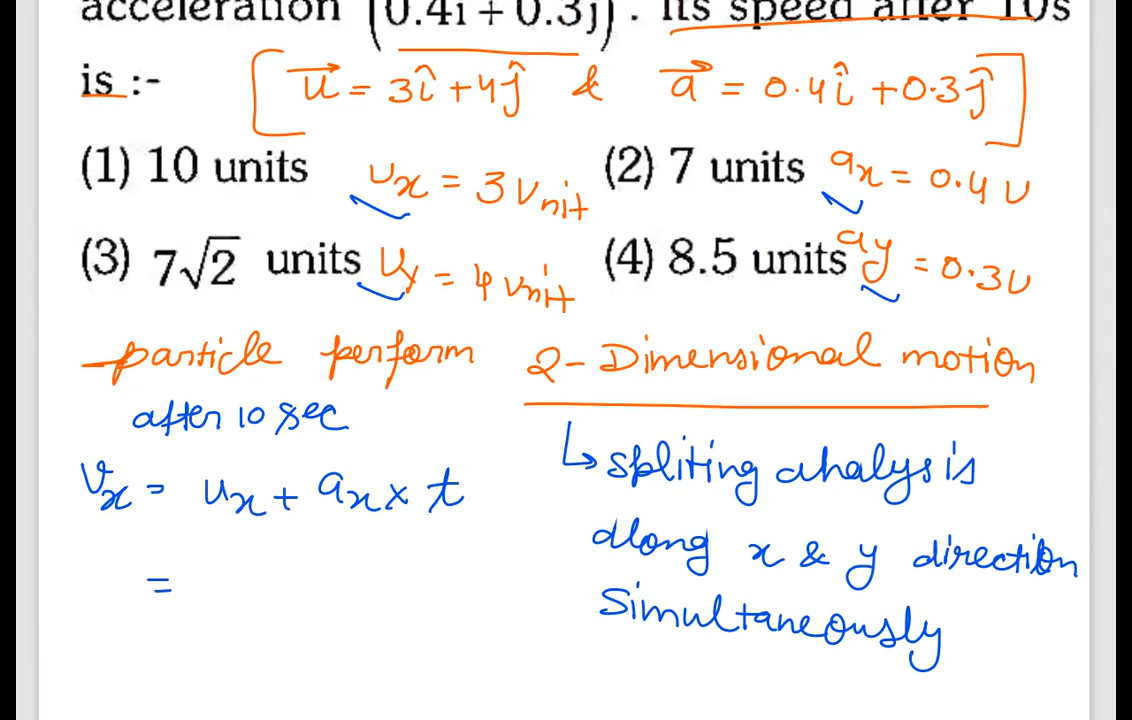 acceleration (0.4î + 0.3ĵ). Its speed after 10s
is :- [u⃗ = 3î + 4ĵ & a⃗ = 0.4î + 0.3ĵ]
(1) 10 units ux = 3 Unit (2) 7 units ax = 0.4 U
(3) 7√2 units uy = 4 Unit (4) 8.5 units ay = 0.3 U
particle perform 2-Dimensional motion
after 10 sec
↳ spliting analysis is
vx = ux + ax × t
along x & y direction
=
simultaneously